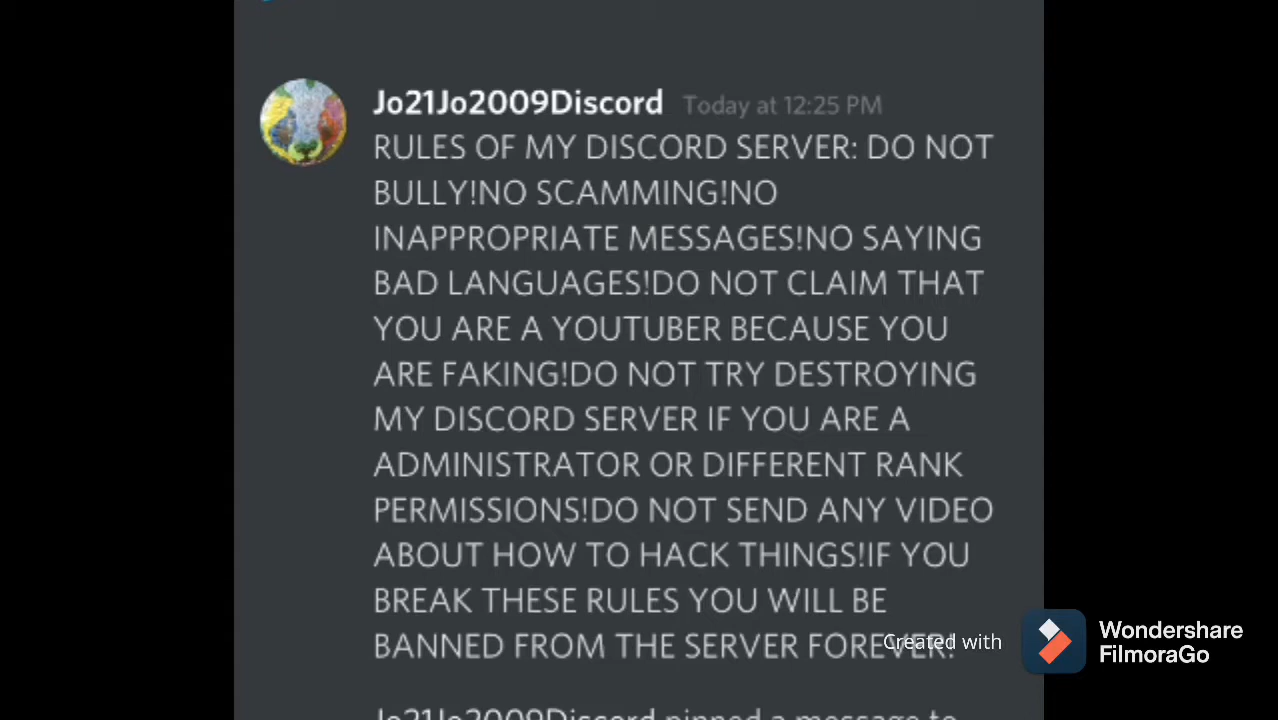 Jo21Jo2009Discord Today at 12:25 PM
RULES OF MY DISCORD SERVER: DO NOT
BULLY!NO SCAMMING!NO
INAPPROPRIATE MESSAGES!NO SAYING
BAD LANGUAGES!DO NOT CLAIM THAT
YOU ARE A YOUTUBER BECAUSE YOU
ARE FAKING!DO NOT TRY DESTROYING
MY DISCORD SERVER IF YOU ARE A
ADMINISTRATOR OR DIFFERENT RANK
PERMISSIONS!DO NOT SEND ANY VIDEO
ABOUT HOW TO HACK THINGS!IF YOU
BREAK THESE RULES YOU WILL BE
BANNED FROM THE SERVER FOREVER!
Created with
Wondershare
FilmoraGo
Jo21Jo2009Discord pinned a message to